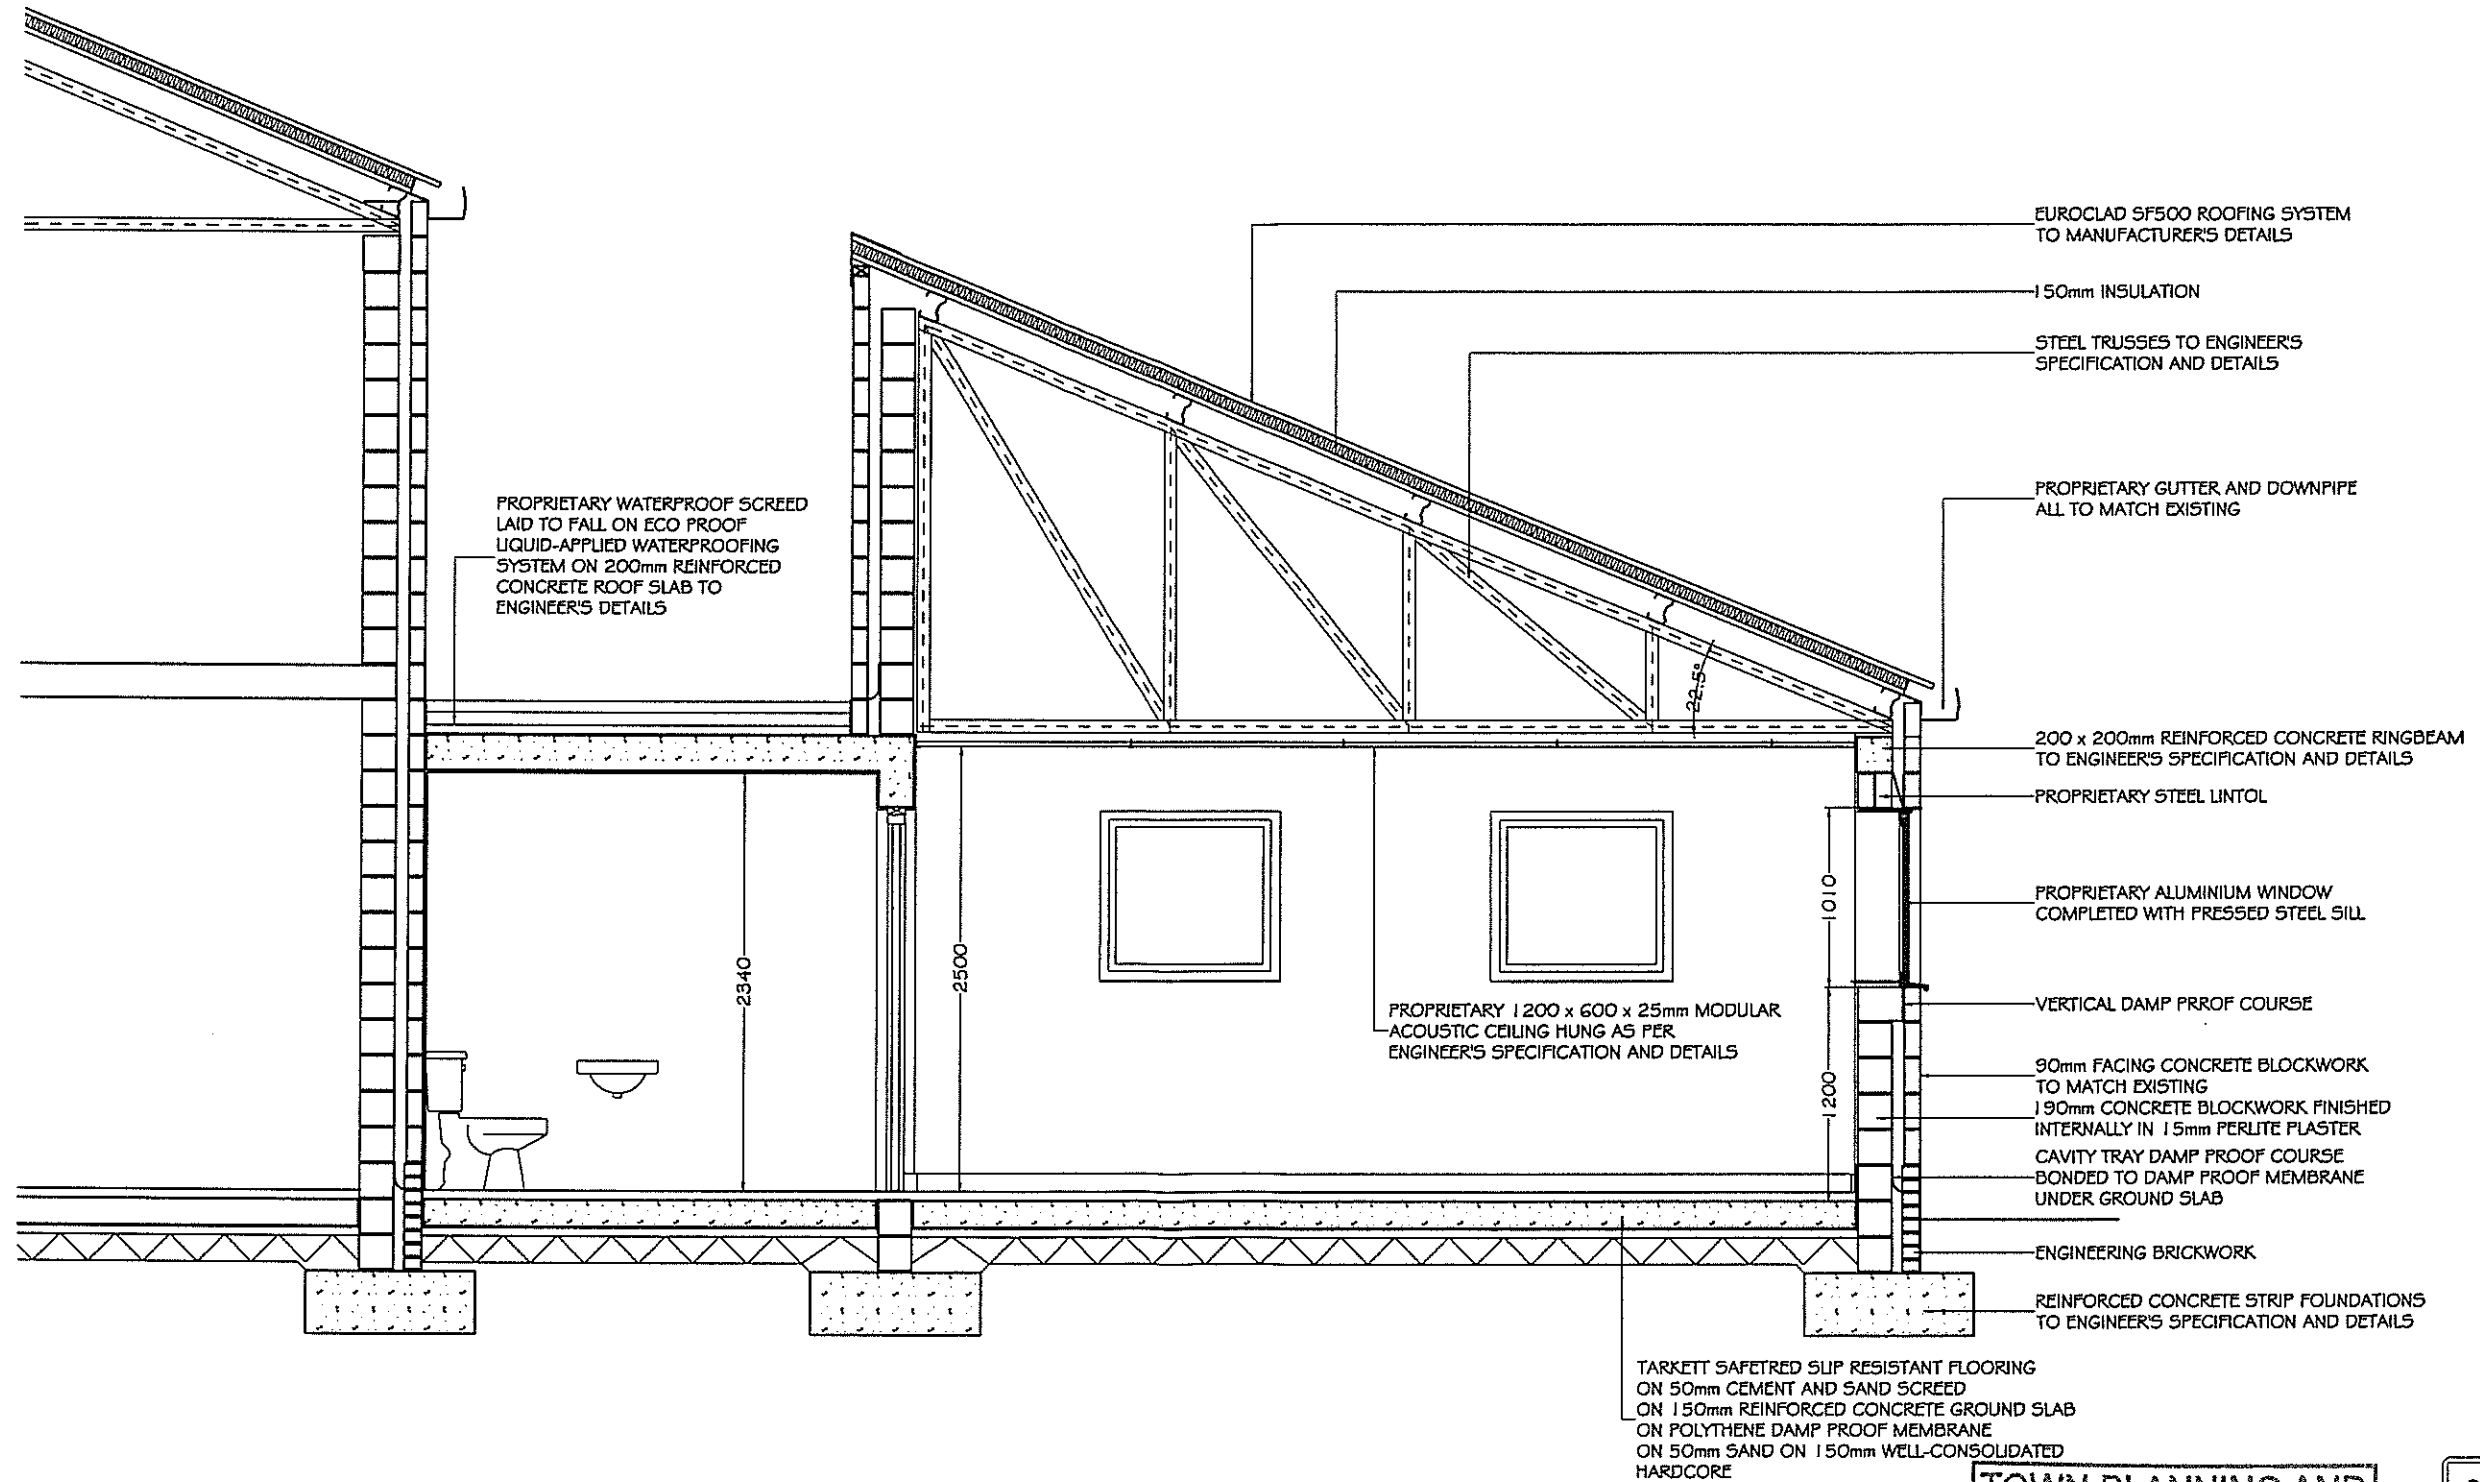 EUROCLAD SF500 ROOFING SYSTEM
TO MANUFACTURER'S DETAILS
150mm INSULATION
STEEL TRUSSES TO ENGINEER'S
SPECIFICATION AND DETAILS
PROPRIETARY GUTTER AND DOWNPIPE
ALL TO MATCH EXISTING
PROPRIETARY WATERPROOF SCREED
LAID TO FALL ON ECO PROOF
LIQUID-APPLIED WATERPROOFING
SYSTEM ON 200mm REINFORCED
CONCRETE ROOF SLAB TO
ENGINEER'S DETAILS
22.5°
200 x 200mm REINFORCED CONCRETE RINGBEAM
TO ENGINEER'S SPECIFICATION AND DETAILS
PROPRIETARY STEEL LINTOL
1010
PROPRIETARY ALUMINIUM WINDOW
COMPLETED WITH PRESSED STEEL SILL
2340
2500
PROPRIETARY 1200 x 600 x 25mm MODULAR
ACOUSTIC CEILING HUNG AS PER
ENGINEER'S SPECIFICATION AND DETAILS
VERTICAL DAMP PRROF COURSE
1200
90mm FACING CONCRETE BLOCKWORK
TO MATCH EXISTING
190mm CONCRETE BLOCKWORK FINISHED
INTERNALLY IN 15mm PERLITE PLASTER
CAVITY TRAY DAMP PROOF COURSE
BONDED TO DAMP PROOF MEMBRANE
UNDER GROUND SLAB
ENGINEERING BRICKWORK
REINFORCED CONCRETE STRIP FOUNDATIONS
TO ENGINEER'S SPECIFICATION AND DETAILS
TARKETT SAFETRED SLIP RESISTANT FLOORING
ON 50mm CEMENT AND SAND SCREED
ON 150mm REINFORCED CONCRETE GROUND SLAB
ON POLYTHENE DAMP PROOF MEMBRANE
ON 50mm SAND ON 150mm WELL-CONSOLIDATED
HARDCORE
TOWN PLANNING AND